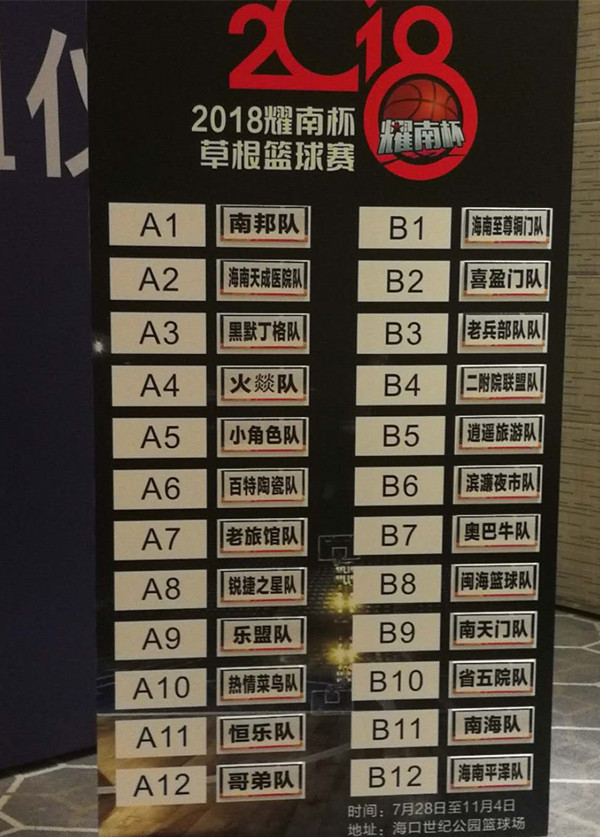 2018
2018耀南杯
草根篮球赛
耀南杯
A1 南邦队
A2 海南天成医院队
A3 黑默丁格队
A4 火燚队
A5 小角色队
A6 百特陶瓷队
A7 老旅馆队
A8 锐捷之星队
A9 乐盟队
A10 热情菜鸟队
A11 恒乐队
A12 哥弟队
B1 海南至尊铜门队
B2 喜盈门队
B3 老兵部队队
B4 二附院联盟队
B5 逍遥旅游队
B6 滨濂夜市队
B7 奥巴牛队
B8 闽海篮球队
B9 南天门队
B10 省五院队
B11 南海队
B12 海南平泽队
时间：7月28日至11月4日
地址：海口世纪公园篮球场